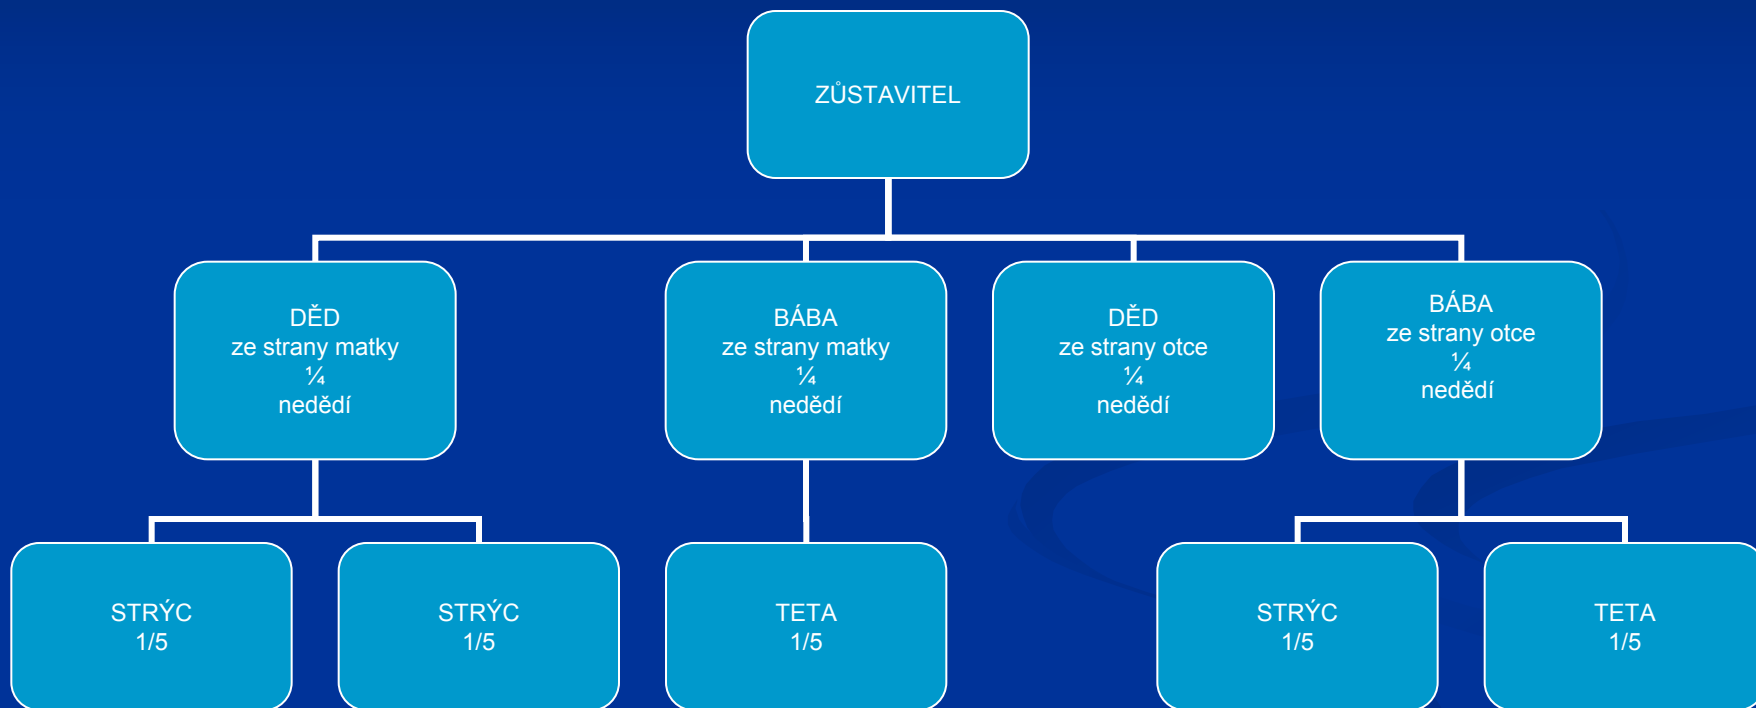 ZŮSTAVITEL
DĚD
ze strany matky
¼
nedědí
BÁBA
ze strany matky
¼
nedědí
DĚD
ze strany otce
¼
nedědí
BÁBA
ze strany otce
¼
nedědí
STRÝC
1/5
STRÝC
1/5
TETA
1/5
STRÝC
1/5
TETA
1/5